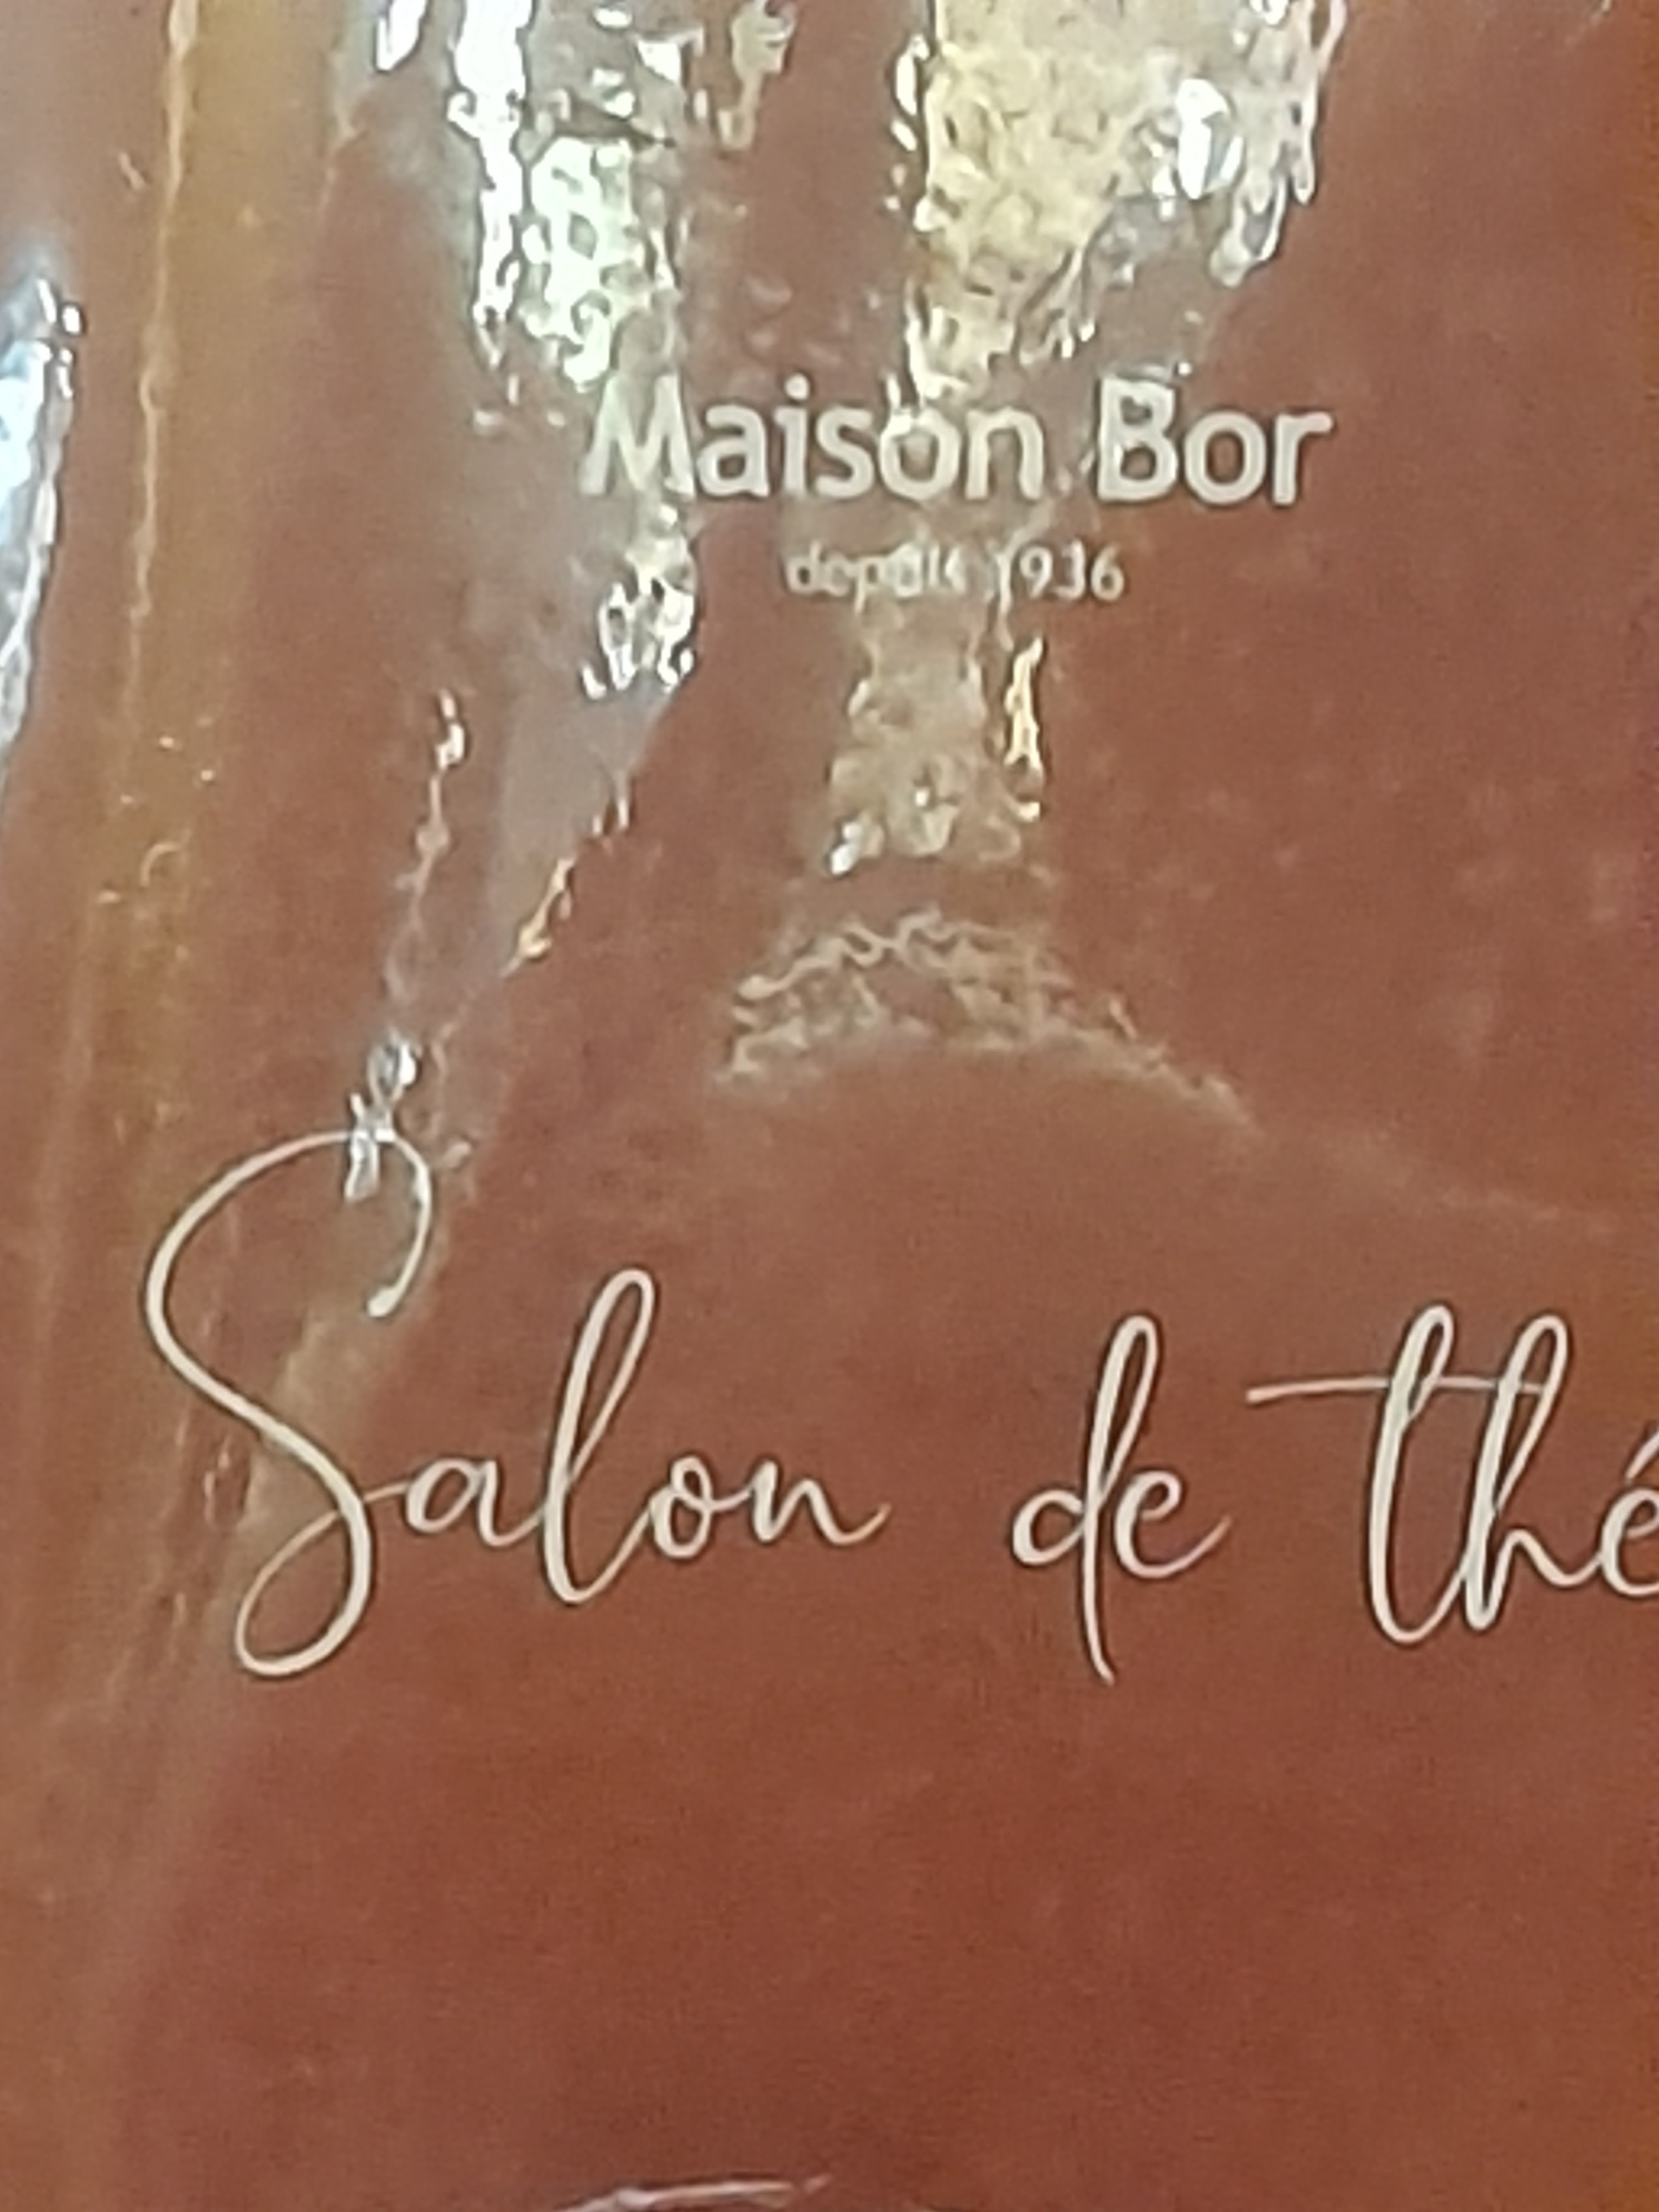 Maison Bor
depuis 1936
Salon de thé